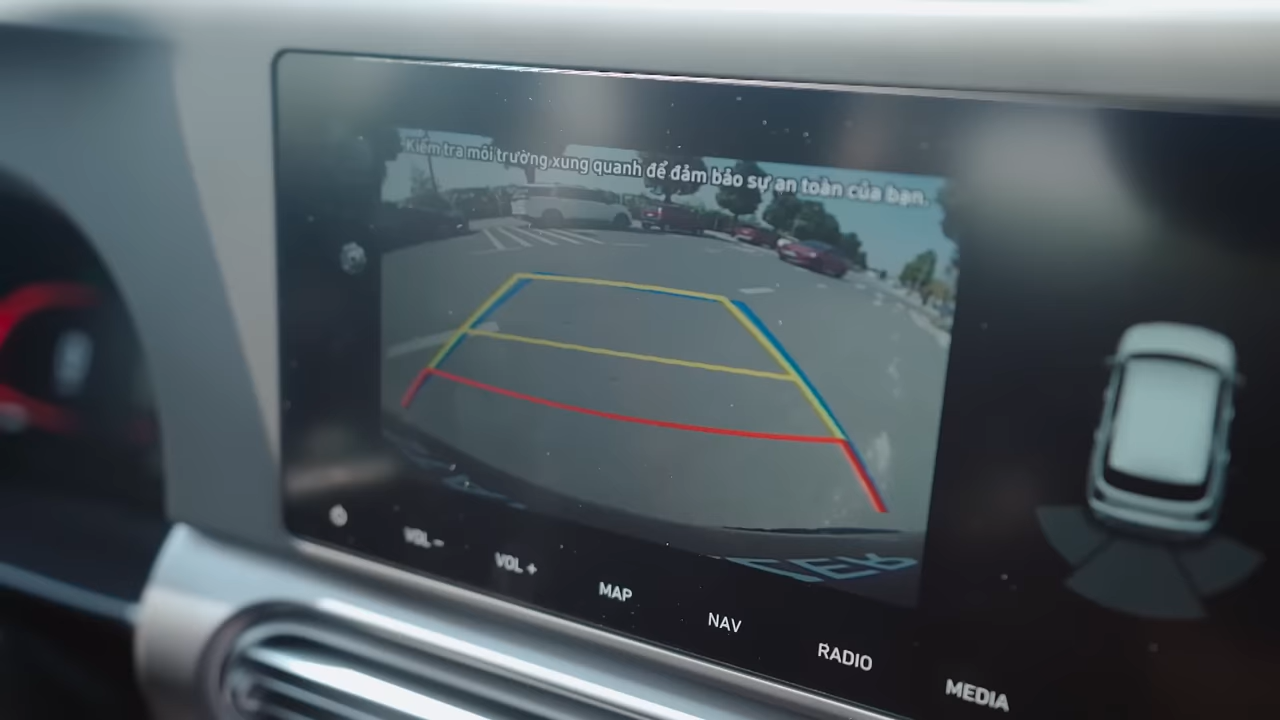 Kiểm tra môi trường xung quanh để đảm bảo sự an toàn của bạn.
VOL −
VOL +
MAP
NAV
RADIO
MEDIA